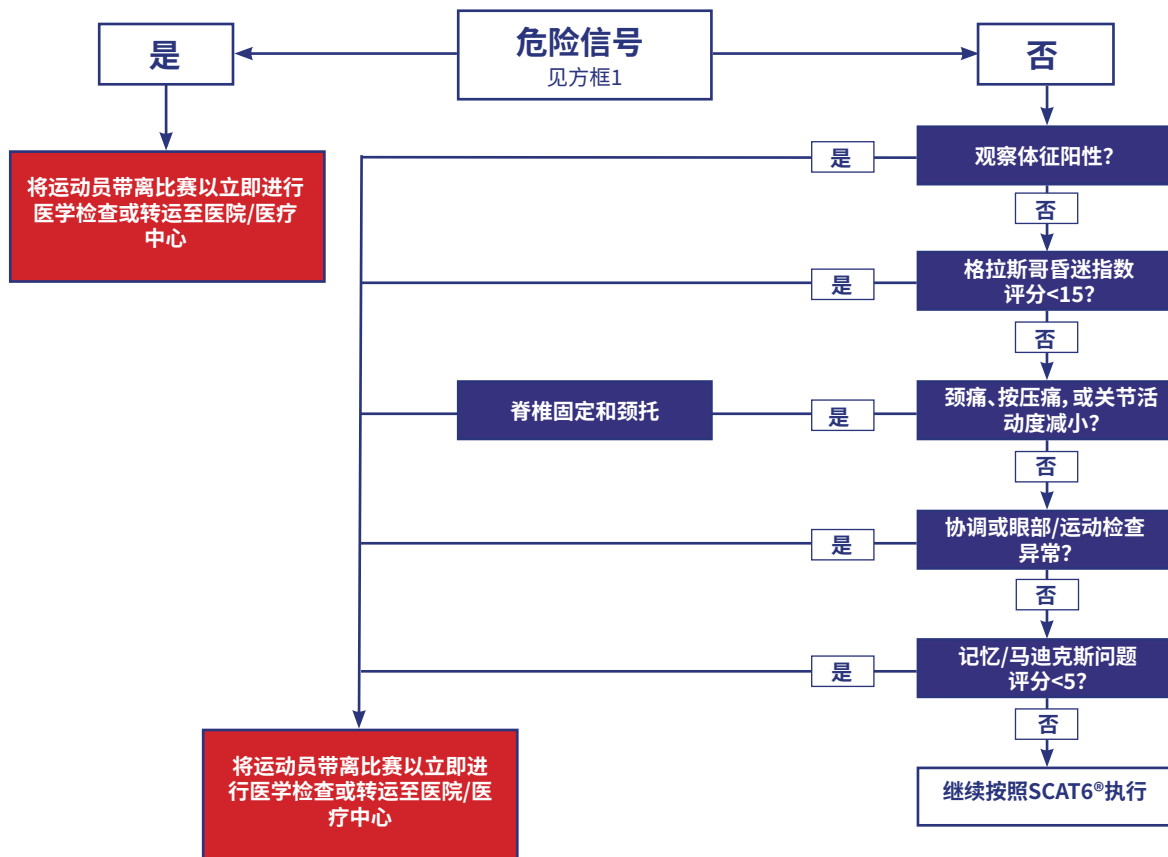 危险信号
见方框1
是
否
将运动员带离比赛以立即进行
医学检查或转运至医院/医疗
中心
是
观察体征阳性？
否
是
格拉斯哥昏迷指数
评分<15？
否
脊椎固定和颈托
是
颈痛、按压痛，或关节活
动度减小？
否
是
协调或眼部/运动检查
异常？
否
是
记忆/马迪克斯问题
评分<5？
否
将运动员带离比赛以立即进
行医学检查或转运至医院/医
疗中心
继续按照SCAT6®执行